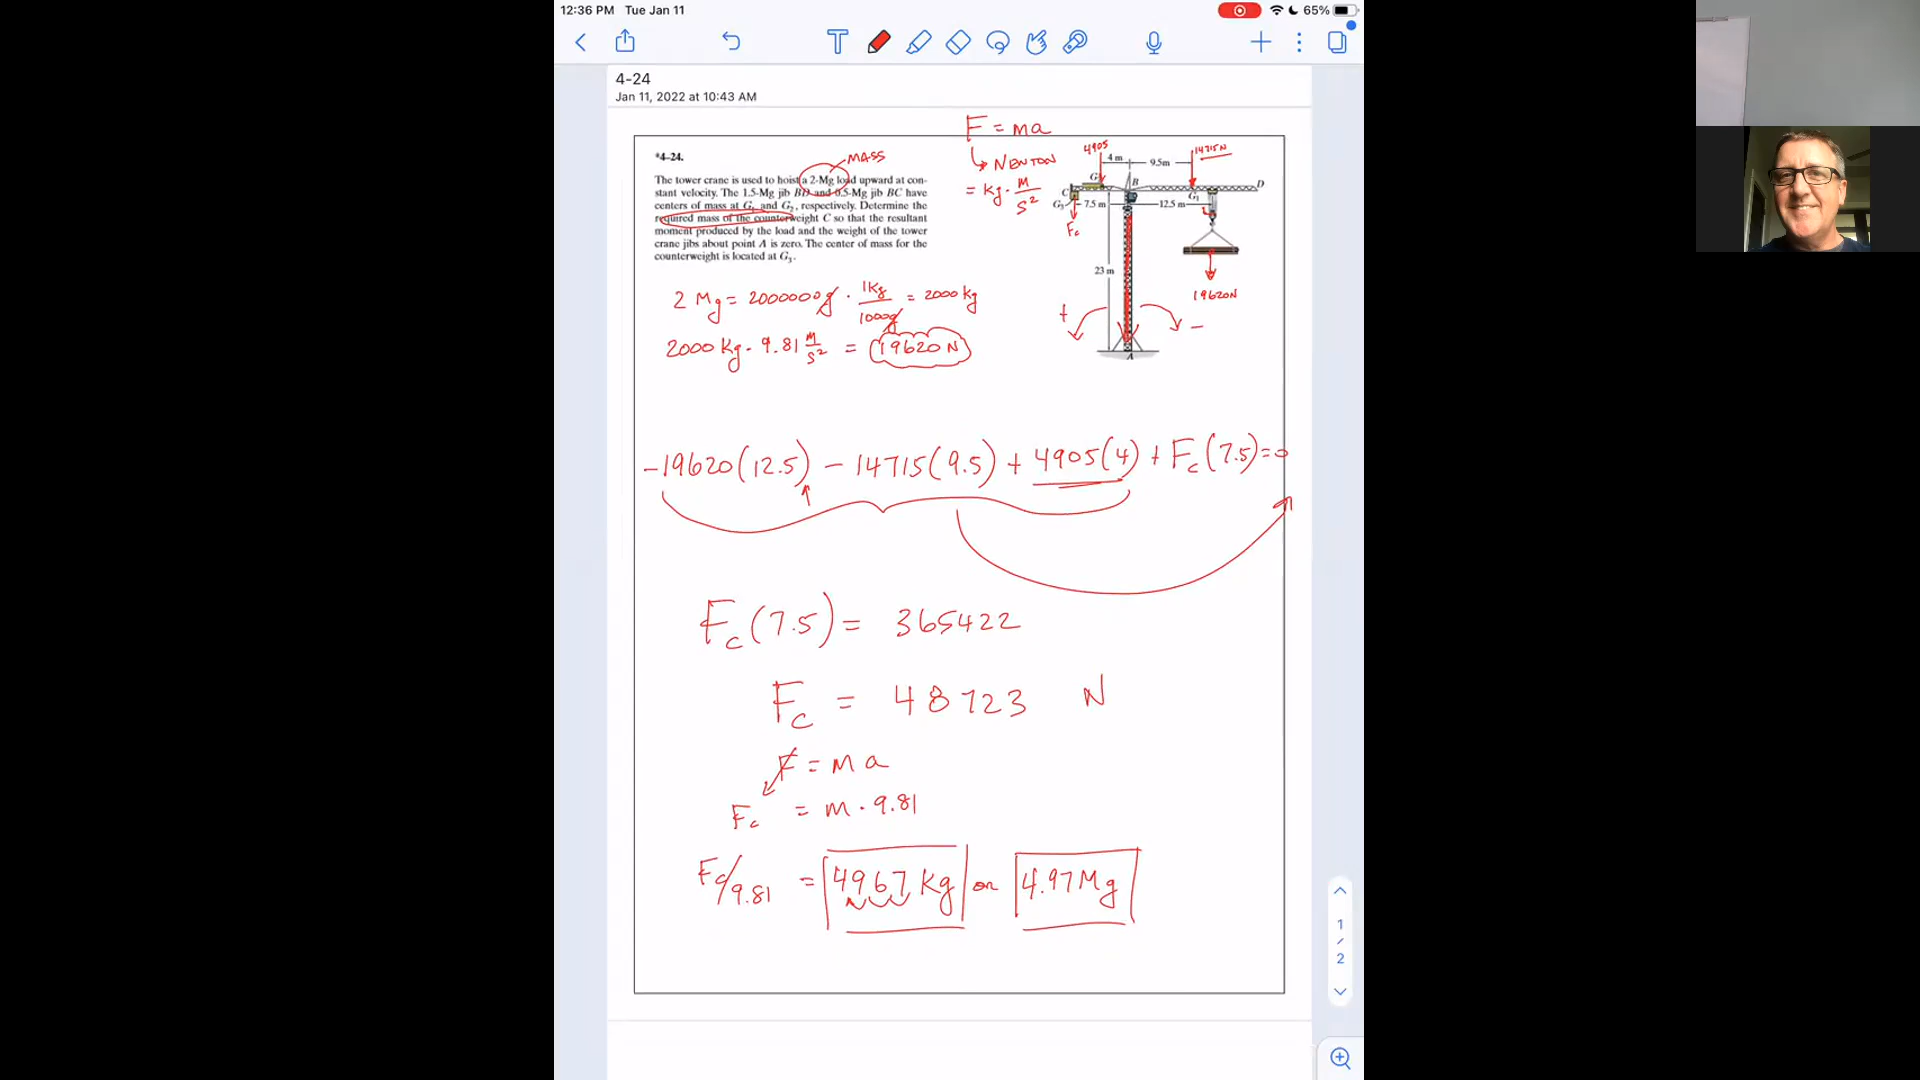 12:36 PM Tue Jan 11
65%
4-24
Jan 11, 2022 at 10:43 AM
F = ma
→ NEWTON
= kg · M/S²
*4–24.
MASS
The tower crane is used to hoist a 2-Mg load upward at con-
stant velocity. The 1.5-Mg jib BD and 0.5-Mg jib BC have
centers of mass at G₁ and G₂, respectively. Determine the
required mass of the counterweight C so that the resultant
moment produced by the load and the weight of the tower
crane jibs about point A is zero. The center of mass for the
counterweight is located at G₃.
4905
4 m
9.5m
14715N
B
D
C
G₃
7.5 m
12.5 m
G₁
Fc
23 m
19620N
+
−
A
2 Mg = 2000000g · 1Kg/1000g = 2000 kg
2000 Kg · 9.81 M/S² = 19620 N
-19620(12.5) - 14715(9.5) + 4905(4) + Fc(7.5)=0
Fc(7.5) = 365422
Fc = 48723 N
F = ma
Fc = m · 9.81
Fc/9.81 = 4967 Kg or 4.97Mg
1
/
2